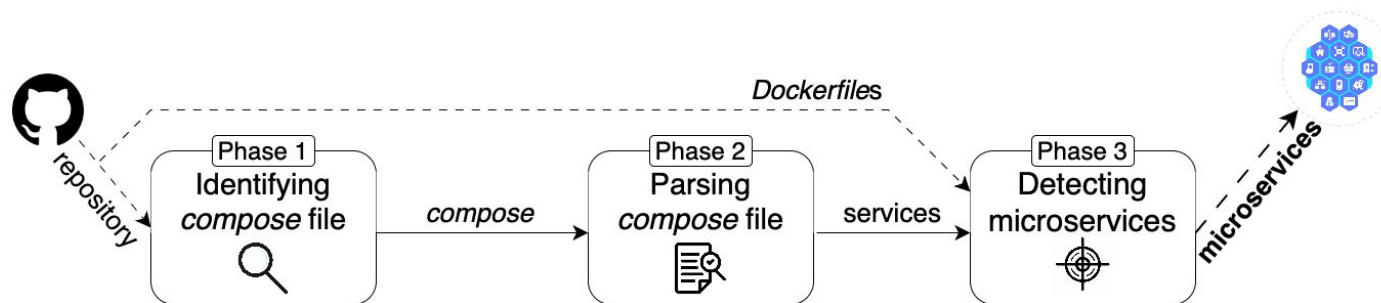 repository
Dockerfiles
Phase 1
Identifying
compose file
compose
Phase 2
Parsing
compose file
services
Phase 3
Detecting
microservices
microservices